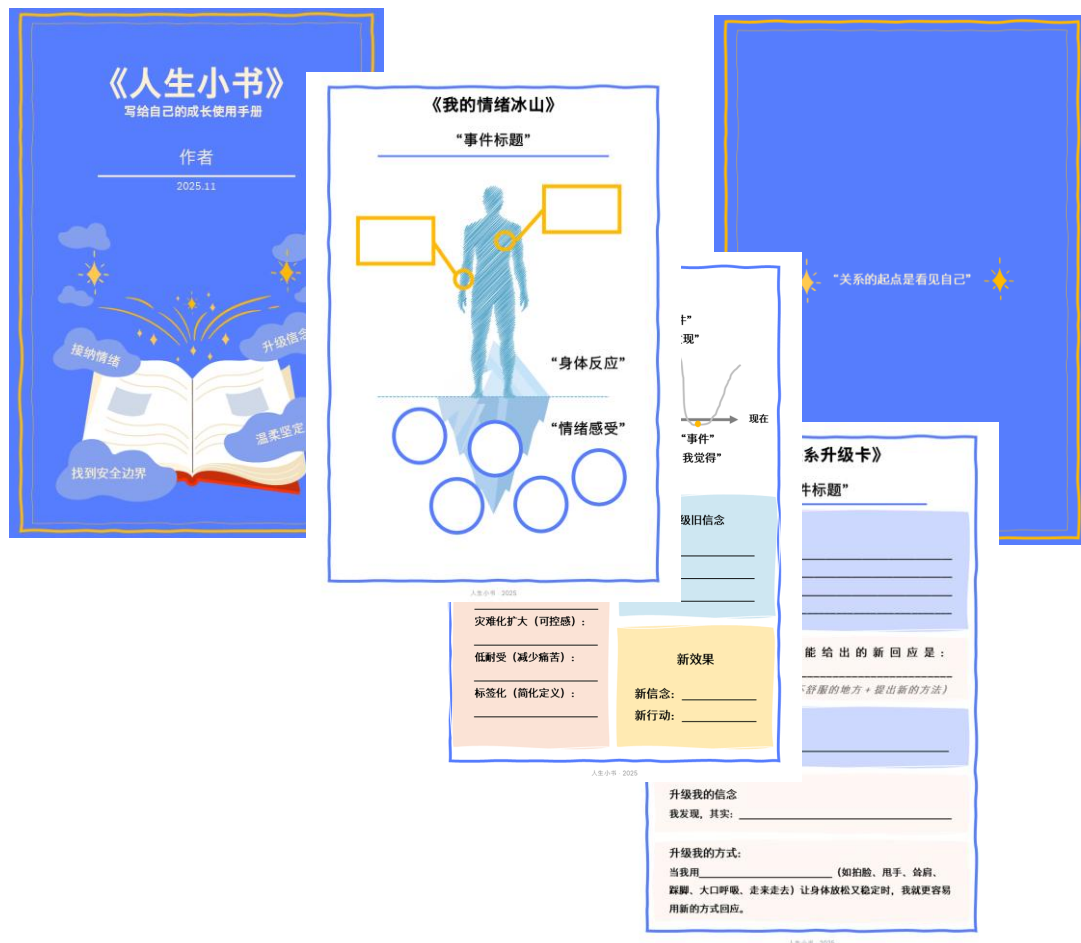 《人生小书》
写给自己的成长使用手册
作者
2025.11
接纳情绪
升级信念
温柔坚定
找到安全边界
《我的情绪冰山》
“事件标题”
“身体反应”
“情绪感受”
人生小书 · 2025
件”
发现”
现在
“事件”
我觉得”
级旧信念
灾难化扩大（可控感）：
低耐受（减少痛苦）：
标签化（简化定义）：
新效果
新信念：
新行动：
人生小书 · 2025
“关系的起点是看见自己”
系升级卡》
件标题”
能给出的新回应是：
不舒服的地方 + 提出新的方法）
升级我的信念
我发现，其实：
升级我的方式：
当我用（如拍脸、甩手、耸肩、
踩脚、大口呼吸、走来走去）让身体放松又稳定时，我就更容易
用新的方式回应。
人生小书 · 2025